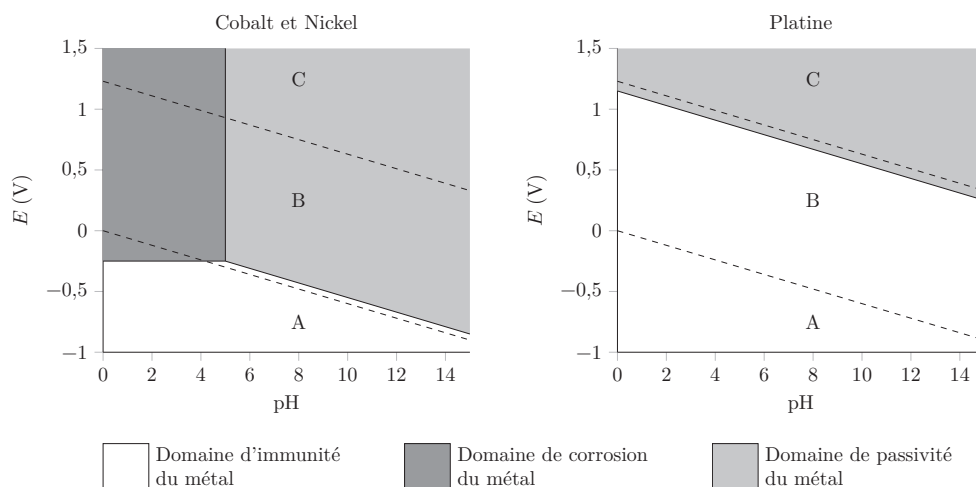 Cobalt et Nickel
1,5
1
0,5
0
−0,5
−1
E (V)
C
B
A
0 2 4 6 8 10 12 14
pH
Platine
1,5
1
0,5
0
−0,5
−1
E (V)
C
B
A
0 2 4 6 8 10 12 14
pH
Domaine d'immunité
du métal
Domaine de corrosion
du métal
Domaine de passivité
du métal